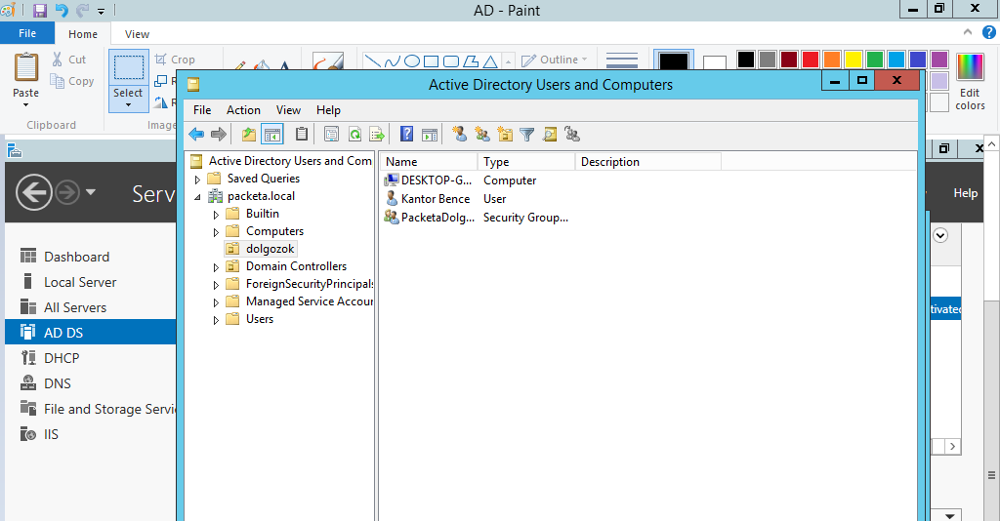 AD - Paint
File Home View
Paste
Cut
Copy
Clipboard
Select
Crop
Image
Outline
Edit
colors
Active Directory Users and Computers
File Action View Help
Active Directory Users and Com
Saved Queries
packeta.local
Builtin
Computers
dolgozok
Domain Controllers
ForeignSecurityPrincipals
Managed Service Accour
Users
Name Type Description
DESKTOP-G... Computer
Kantor Bence User
PacketaDolg... Security Group...
Serv
Help
Dashboard
Local Server
All Servers
AD DS
DHCP
DNS
File and Storage Servi
IIS
tivated